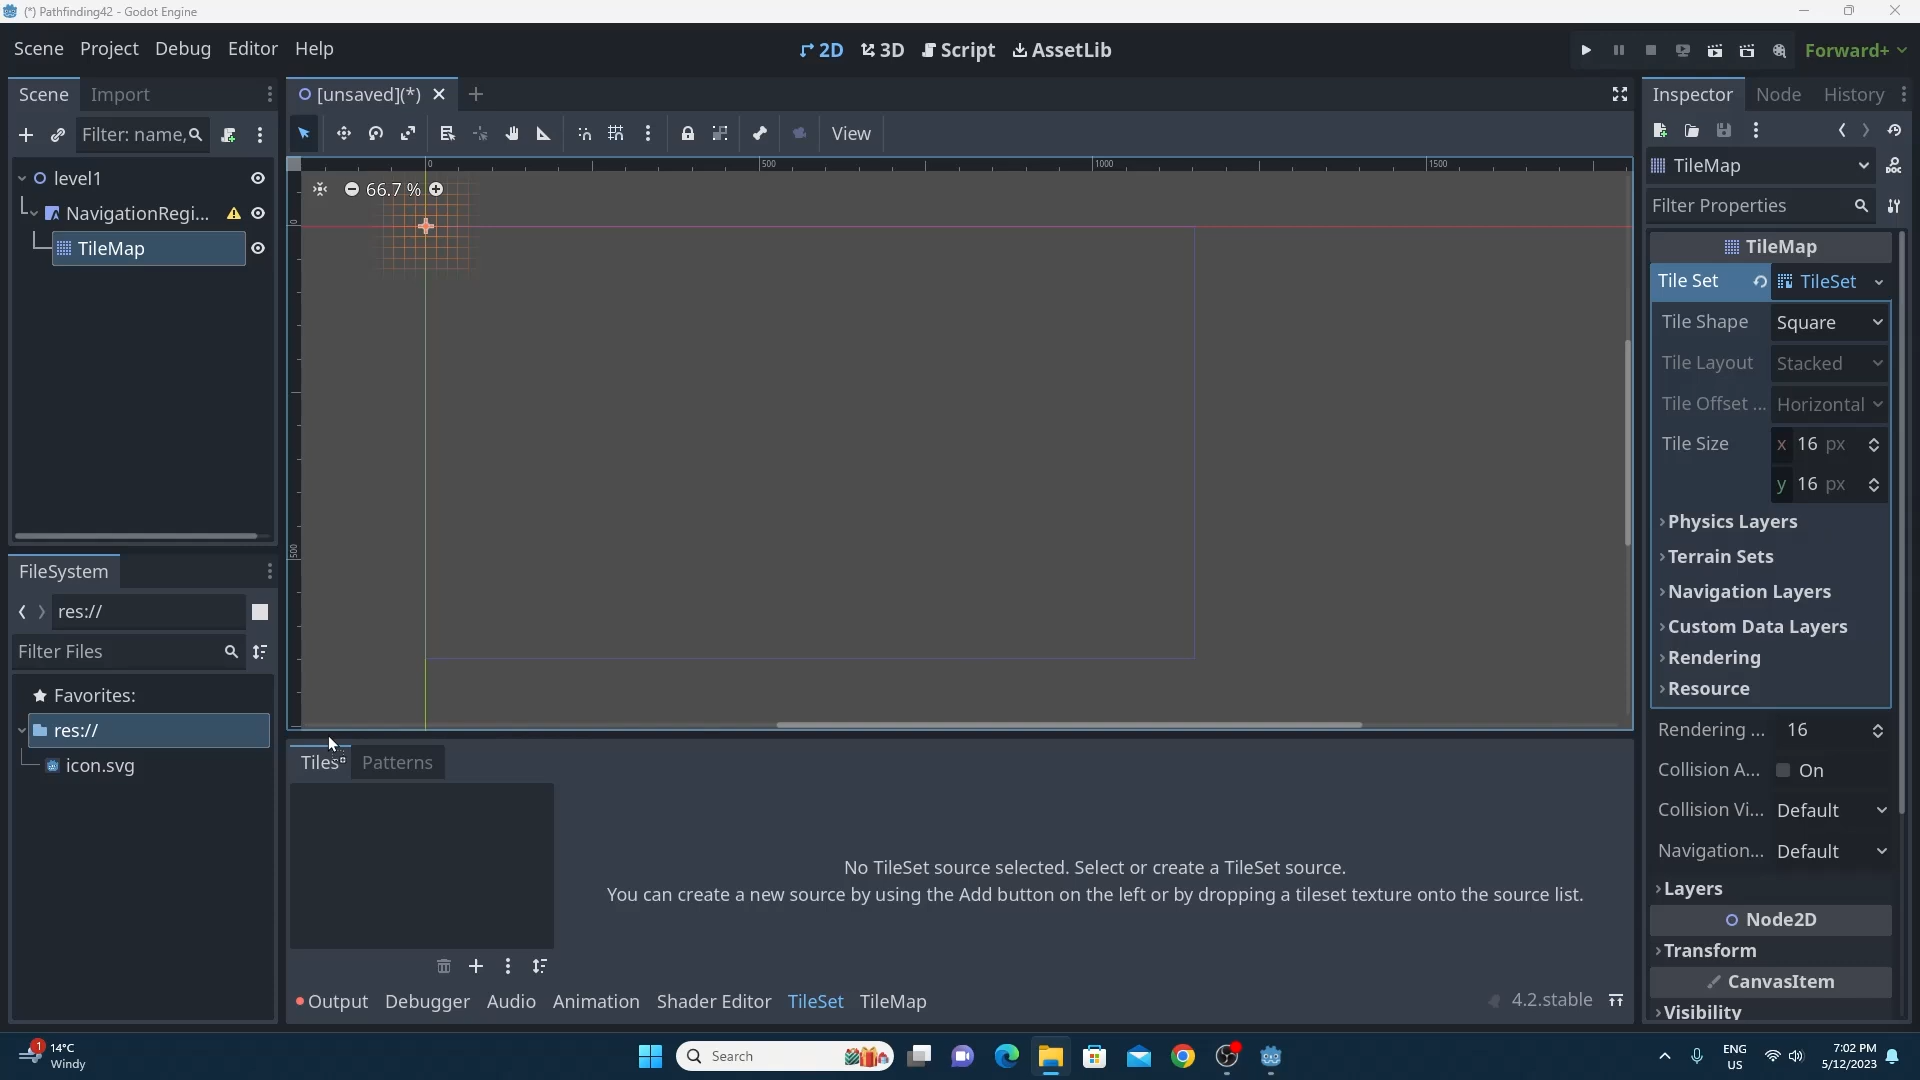 (*) Pathfinding42 - Godot Engine
Scene Project Debug Editor Help
2D 3D Script AssetLib
Forward+
Scene Import
[unsaved](*)
Inspector Node History
Filter: name,
View
TileMap
DOC
Filter Properties
level1
NavigationRegi...
TileMap
0 500 1000 1500
66.7 %
0
500
TileMap
Tile Set TileSet
Tile Shape Square
Tile Layout Stacked
Tile Offset ... Horizontal
Tile Size x 16 px
y 16 px
Physics Layers
Terrain Sets
Navigation Layers
Custom Data Layers
Rendering
Resource
Rendering ... 16
Collision A... On
Collision Vi... Default
Navigation... Default
Layers
Node2D
Transform
CanvasItem
Visibility
FileSystem
res://
Filter Files
Favorites:
res://
icon.svg
Tiles Patterns
No TileSet source selected. Select or create a TileSet source.
You can create a new source by using the Add button on the left or by dropping a tileset texture onto the source list.
Output Debugger Audio Animation Shader Editor TileSet TileMap
4.2.stable
1
14°C
Windy
Search
ENG
US
7:02 PM
5/12/2023